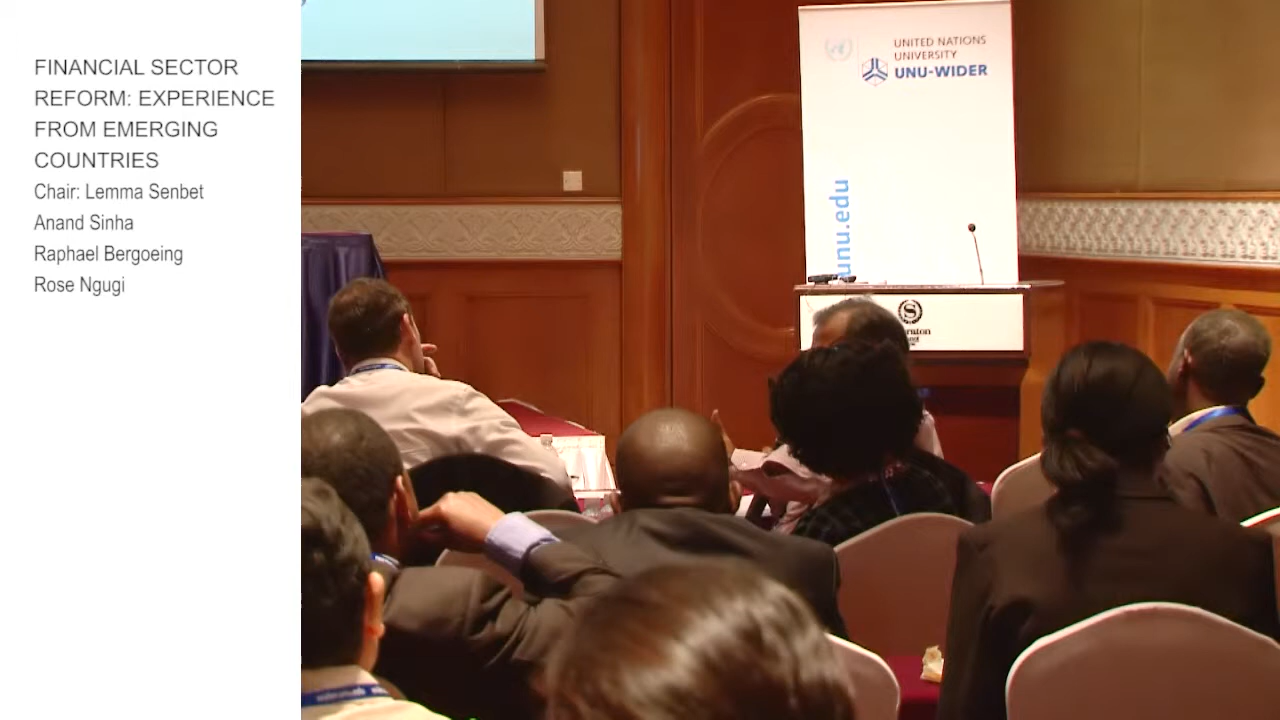 FINANCIAL SECTOR
REFORM: EXPERIENCE
FROM EMERGING
COUNTRIES
Chair: Lemma Senbet
Anand Sinha
Raphael Bergoeing
Rose Ngugi
UNITED NATIONS
UNIVERSITY
UNU-WIDER
unu.edu
S